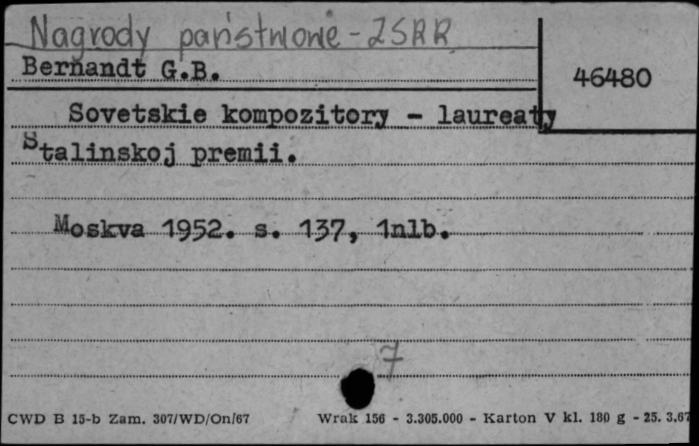 Nagrody państwowe - ZSRR
Bernandt G.B.
46480
Sovetskie kompozitory - laureaty
Stalinskoj premii.
Moskva 1952. s. 137, 1nlb.
7
CWD B 15-b Zam. 307/WD/On/67 Wrak 156 - 3.305.000 - Karton V kl. 180 g - 25. 3.67